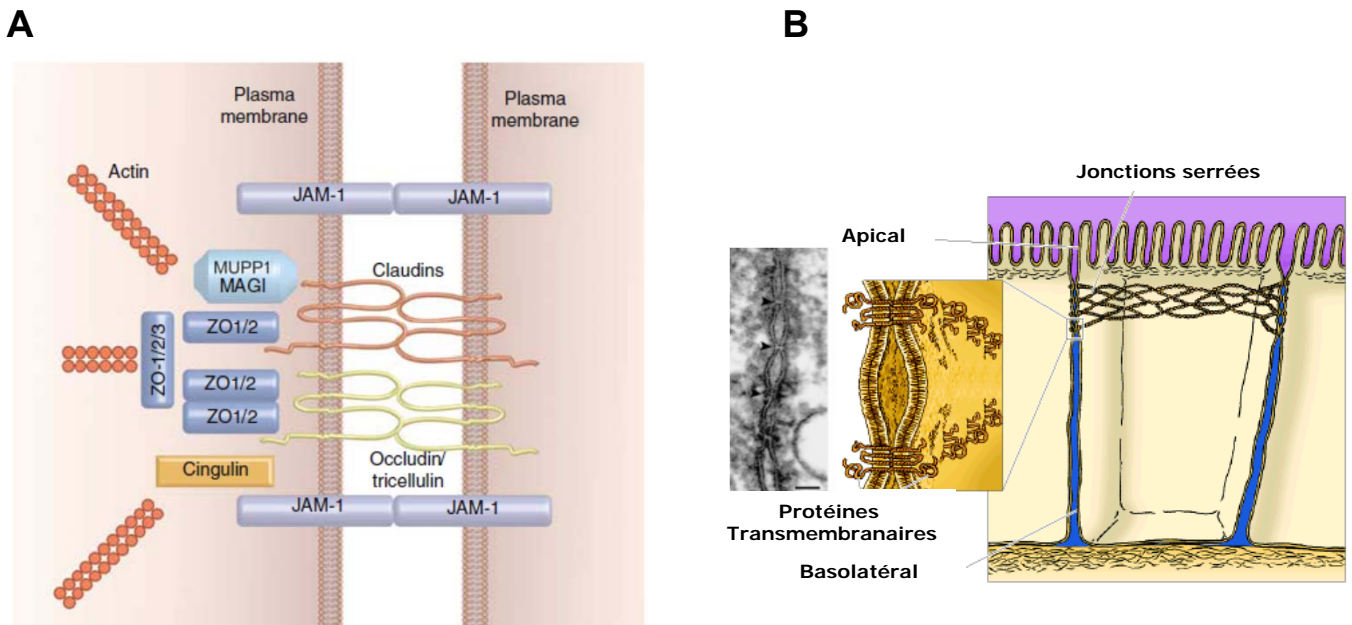 A
Plasma
membrane
Plasma
membrane
Actin
JAM-1
JAM-1
MUPP1
MAGI
Claudins
ZO1/2
ZO-1/2/3
ZO1/2
ZO1/2
Cingulin
Occludin/
tricellulin
JAM-1
JAM-1
B
Jonctions serrées
Apical
Protéines
Transmembranaires
Basolatéral